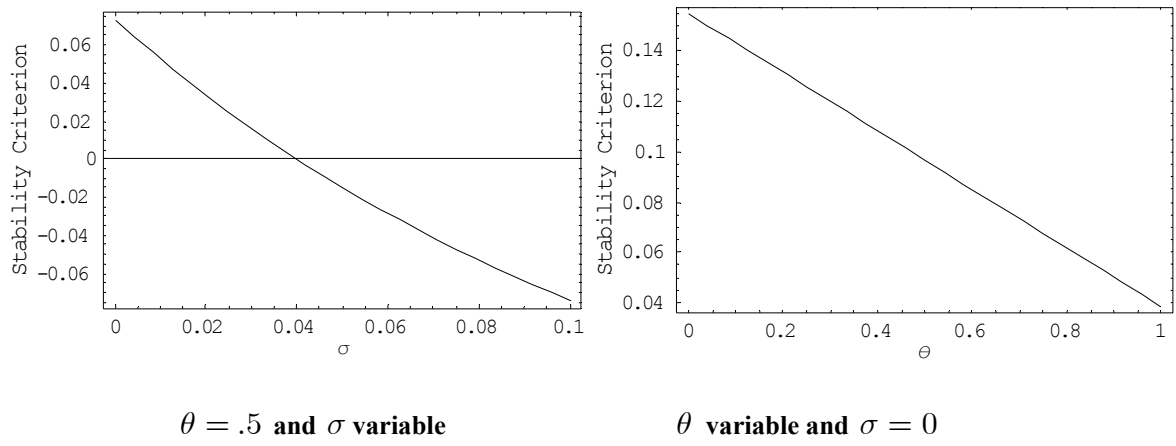 Stability Criterion
0.06
0.04
0.02
0
-0.02
-0.04
-0.06
0 0.02 0.04 0.06 0.08 0.1
σ
Stability Criterion
0.14
0.12
0.1
0.08
0.06
0.04
0 0.2 0.4 0.6 0.8 1
θ
θ = .5 and σ variable
θ variable and σ = 0